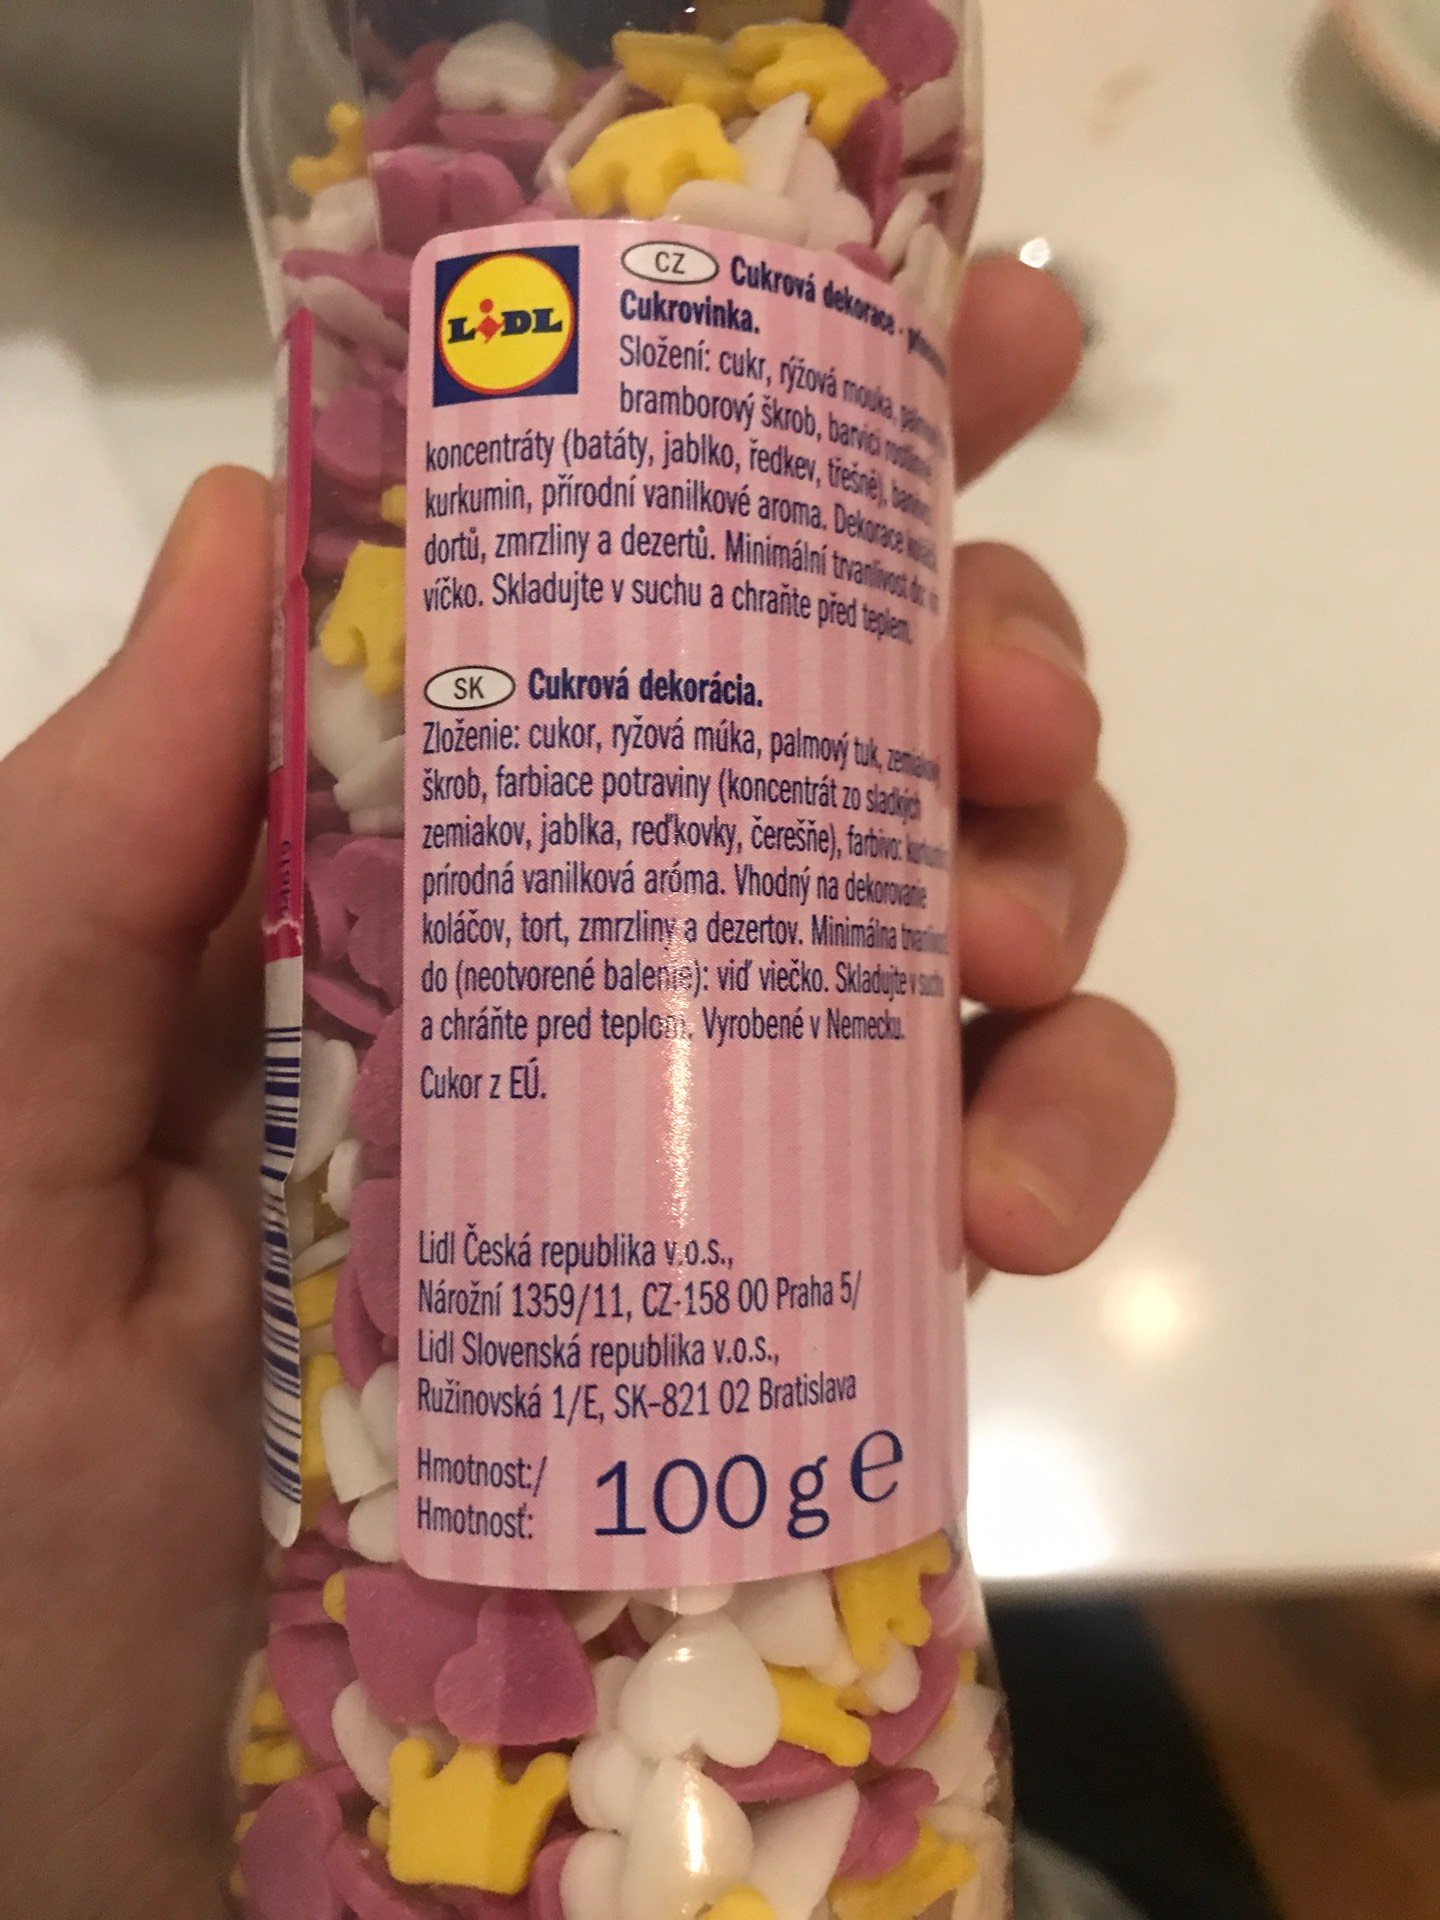 LIDL
CZ Cukrová dekorace -
Cukrovinka.
Složení: cukr, rýžová mouka,
bramborový škrob, barvicí
koncentráty (batáty, jablko, ředkev, třešně),
kurkumin, přírodní vanilkové aroma. Dekorace
dortů, zmrzliny a dezertů. Minimální trvanlivost do:
víčko. Skladujte v suchu a chraňte před teplem.
SK Cukrová dekorácia.
Zloženie: cukor, ryžová múka, palmový tuk,
škrob, farbiace potraviny (koncentrát zo sladkých
zemiakov, jablka, reďkovky, čerešňe), farbivo:
prírodná vanilková aróma. Vhodný na dekorovanie
koláčov, tort, zmrzliny a dezertov. Minimálna
do (neotvorené balenie): viď viečko. Skladujte v suchu
a chráňte pred teplom. Vyrobené v Nemecku.
Cukor z EÚ.
Lidl Česká republika v.o.s.,
Nárožní 1359/11, CZ-158 00 Praha 5/
Lidl Slovenská republika v.o.s.,
Ružinovská 1/E, SK-821 02 Bratislava
Hmotnost:/
Hmotnosť:
100 g e